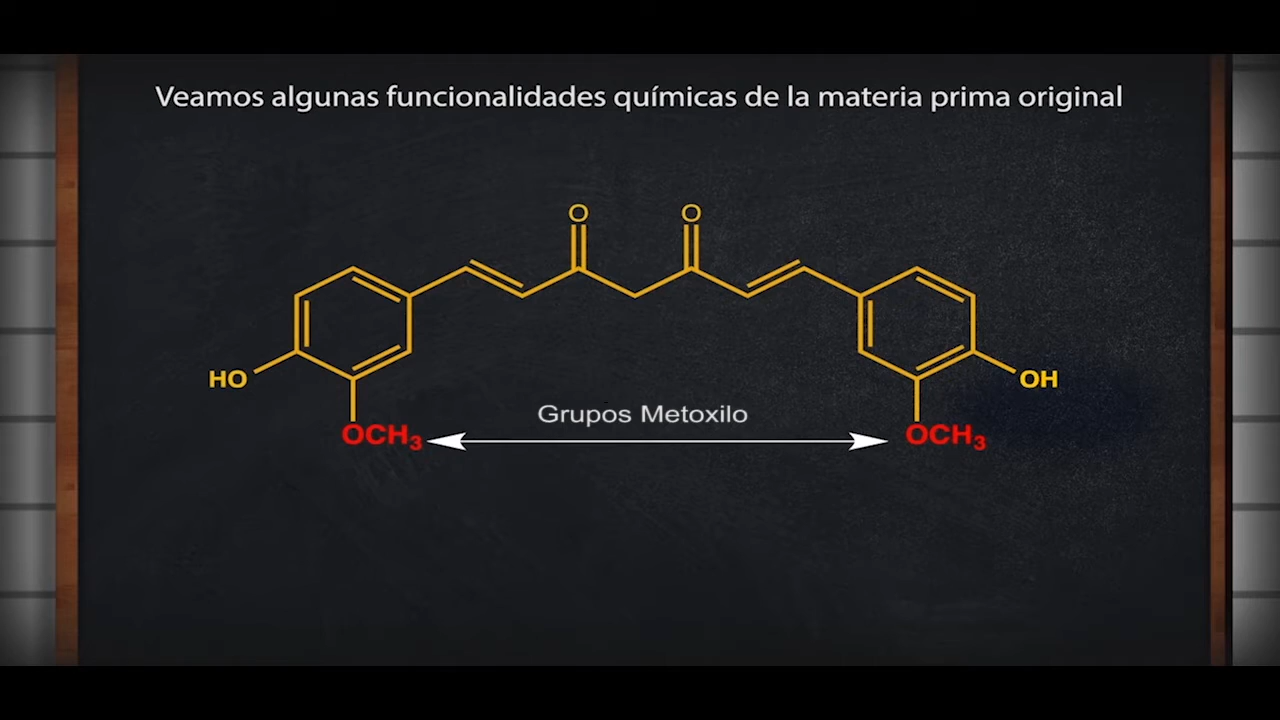 Veamos algunas funcionalidades químicas de la materia prima original
O O
HO OH
Grupos Metoxilo
OCH₃ OCH₃